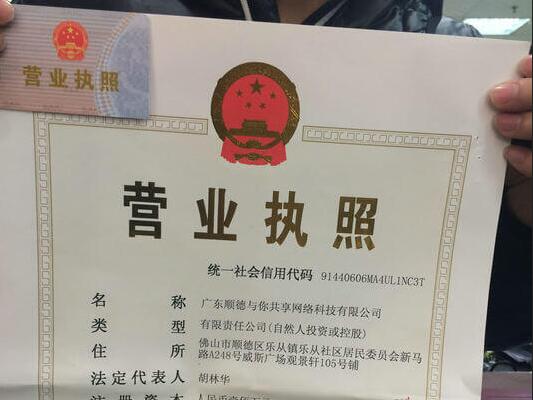 营业执照
营业执照
统一社会信用代码 91440606MA4UL1NC3T
名称 广东顺德与你共享网络科技有限公司
类型 有限责任公司(自然人投资或控股)
住所 佛山市顺德区乐从镇乐从社区居民委员会新马
路A248号威斯广场观景轩105号铺
法定代表人 胡林华
注册资本